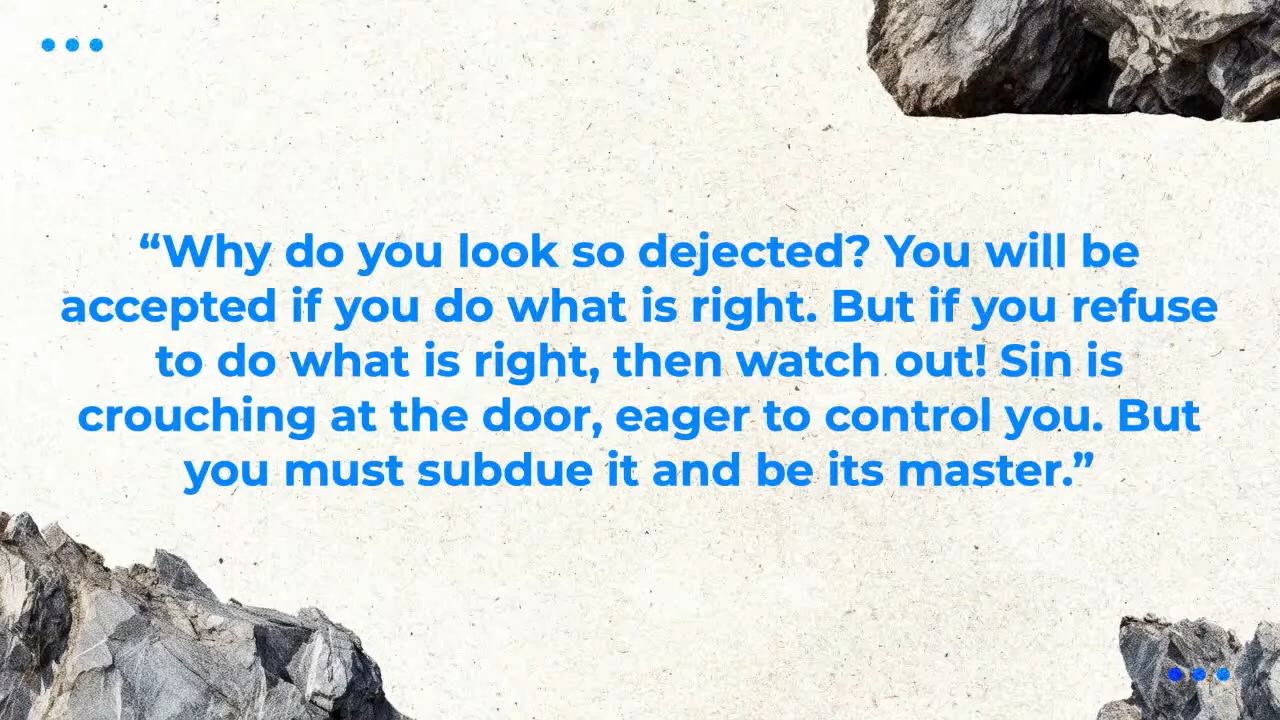 “Why do you look so dejected? You will be
accepted if you do what is right. But if you refuse
to do what is right, then watch out! Sin is
crouching at the door, eager to control you. But
you must subdue it and be its master.”